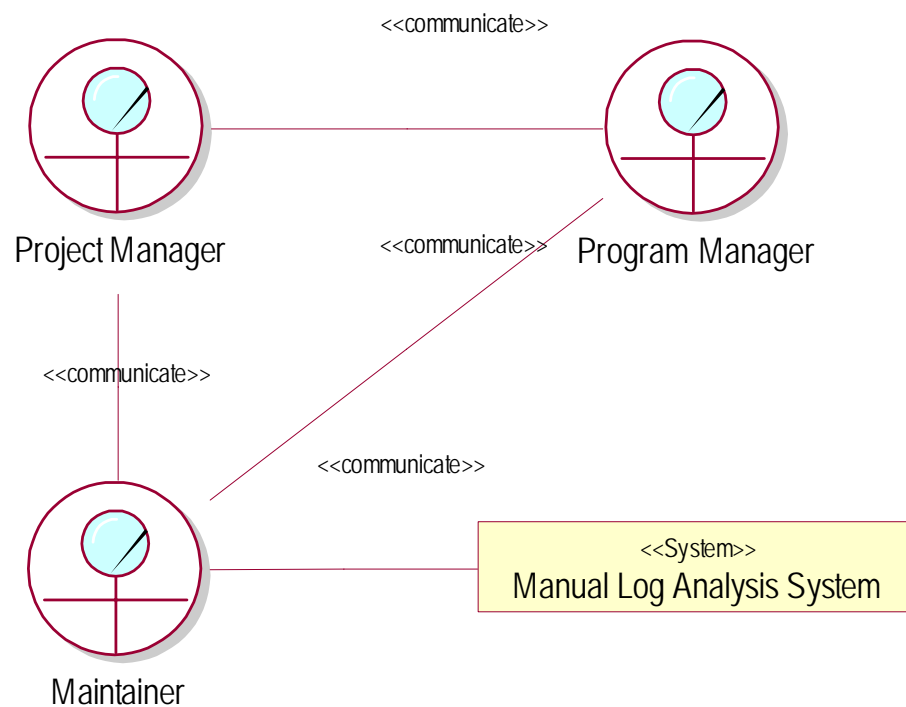 <<communicate>>
Project Manager
<<communicate>>
Program Manager
<<communicate>>
<<communicate>>
<<System>>
Manual Log Analysis System
Maintainer